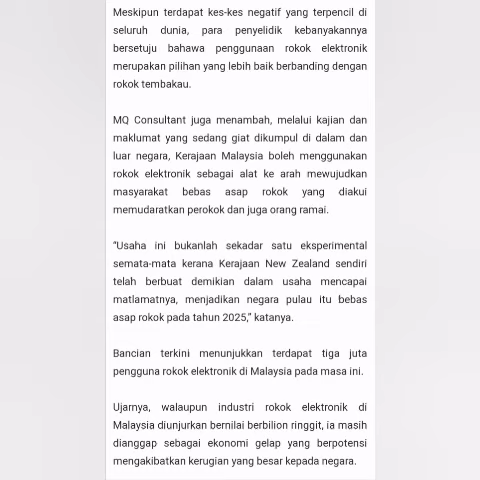 Meskipun terdapat kes-kes negatif yang terpencil di
seluruh dunia, para penyelidik kebanyakannya
bersetuju bahawa penggunaan rokok elektronik
merupakan pilihan yang lebih baik berbanding dengan
rokok tembakau.
MQ Consultant juga menambah, melalui kajian dan
maklumat yang sedang giat dikumpul di dalam dan
luar negara, Kerajaan Malaysia boleh menggunakan
rokok elektronik sebagai alat ke arah mewujudkan
masyarakat bebas asap rokok yang diakui
memudaratkan perokok dan juga orang ramai.
“Usaha ini bukanlah sekadar satu eksperimental
semata-mata kerana Kerajaan New Zealand sendiri
telah berbuat demikian dalam usaha mencapai
matlamatnya, menjadikan negara pulau itu bebas
asap rokok pada tahun 2025,” katanya.
Bancian terkini menunjukkan terdapat tiga juta
pengguna rokok elektronik di Malaysia pada masa ini.
Ujarnya, walaupun industri rokok elektronik di
Malaysia diunjurkan bernilai berbilion ringgit, ia masih
dianggap sebagai ekonomi gelap yang berpotensi
mengakibatkan kerugian yang besar kepada negara.